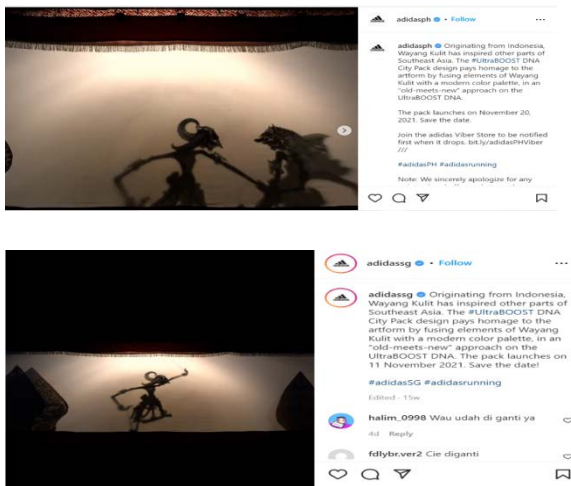 adidasph • Follow
adidasph Originating from Indonesia,
Wayang Kulit has inspired other parts of
Southeast Asia. The #UltraBOOST DNA
City Pack design pays homage to the
artform by fusing elements of Wayang
Kulit with a modern color palette, in an
"old-meets-new" approach on the
UltraBOOST DNA.
The pack launches on November 20,
2021. Save the date.
Join the adidas Viber Store to be notified
first when it drops. bit.ly/adidasPHViber
///
#adidasPH #adidasrunning
Note: We sincerely apologize for any
adidassg • Follow
adidassg Originating from Indonesia,
Wayang Kulit has inspired other parts of
Southeast Asia. The #UltraBOOST DNA
City Pack design pays homage to the
artform by fusing elements of Wayang
Kulit with a modern color palette, in an
"old-meets-new" approach on the
UltraBOOST DNA. The pack launches on
11 November 2021. Save the date!
#adidasSG #adidasrunning
Edited · 15w
halim_0998 Wau udah di ganti ya
4d Reply
fdlybr.ver2 Cie diganti